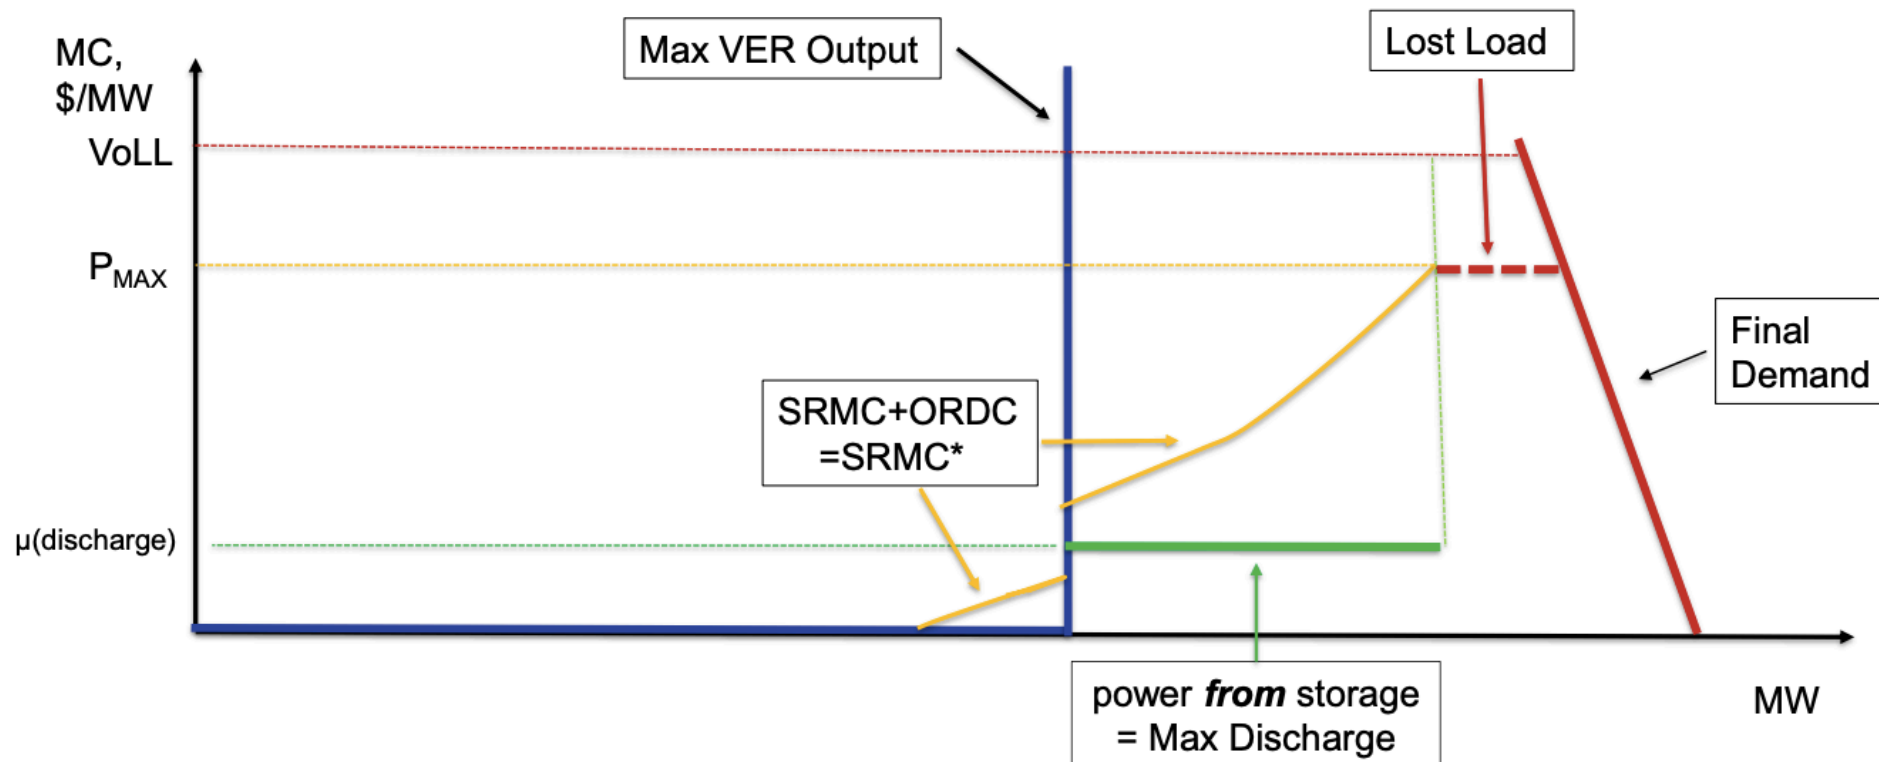 MC,
$/MW
Max VER Output
Lost Load
VoLL
PMAX
Final
Demand
SRMC+ORDC
=SRMC*
µ(discharge)
power from storage
= Max Discharge
MW